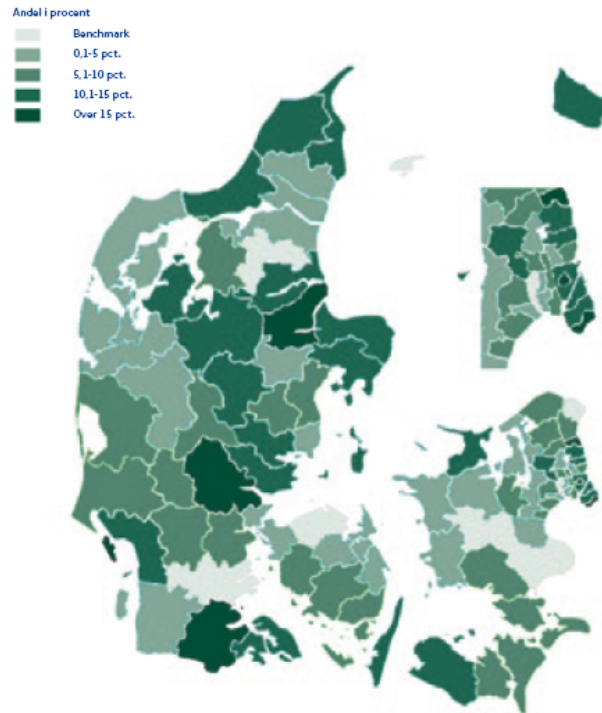 Andel i procent
Benchmark
0,1-5 pct.
5,1-10 pct.
10,1-15 pct.
Over 15 pct.